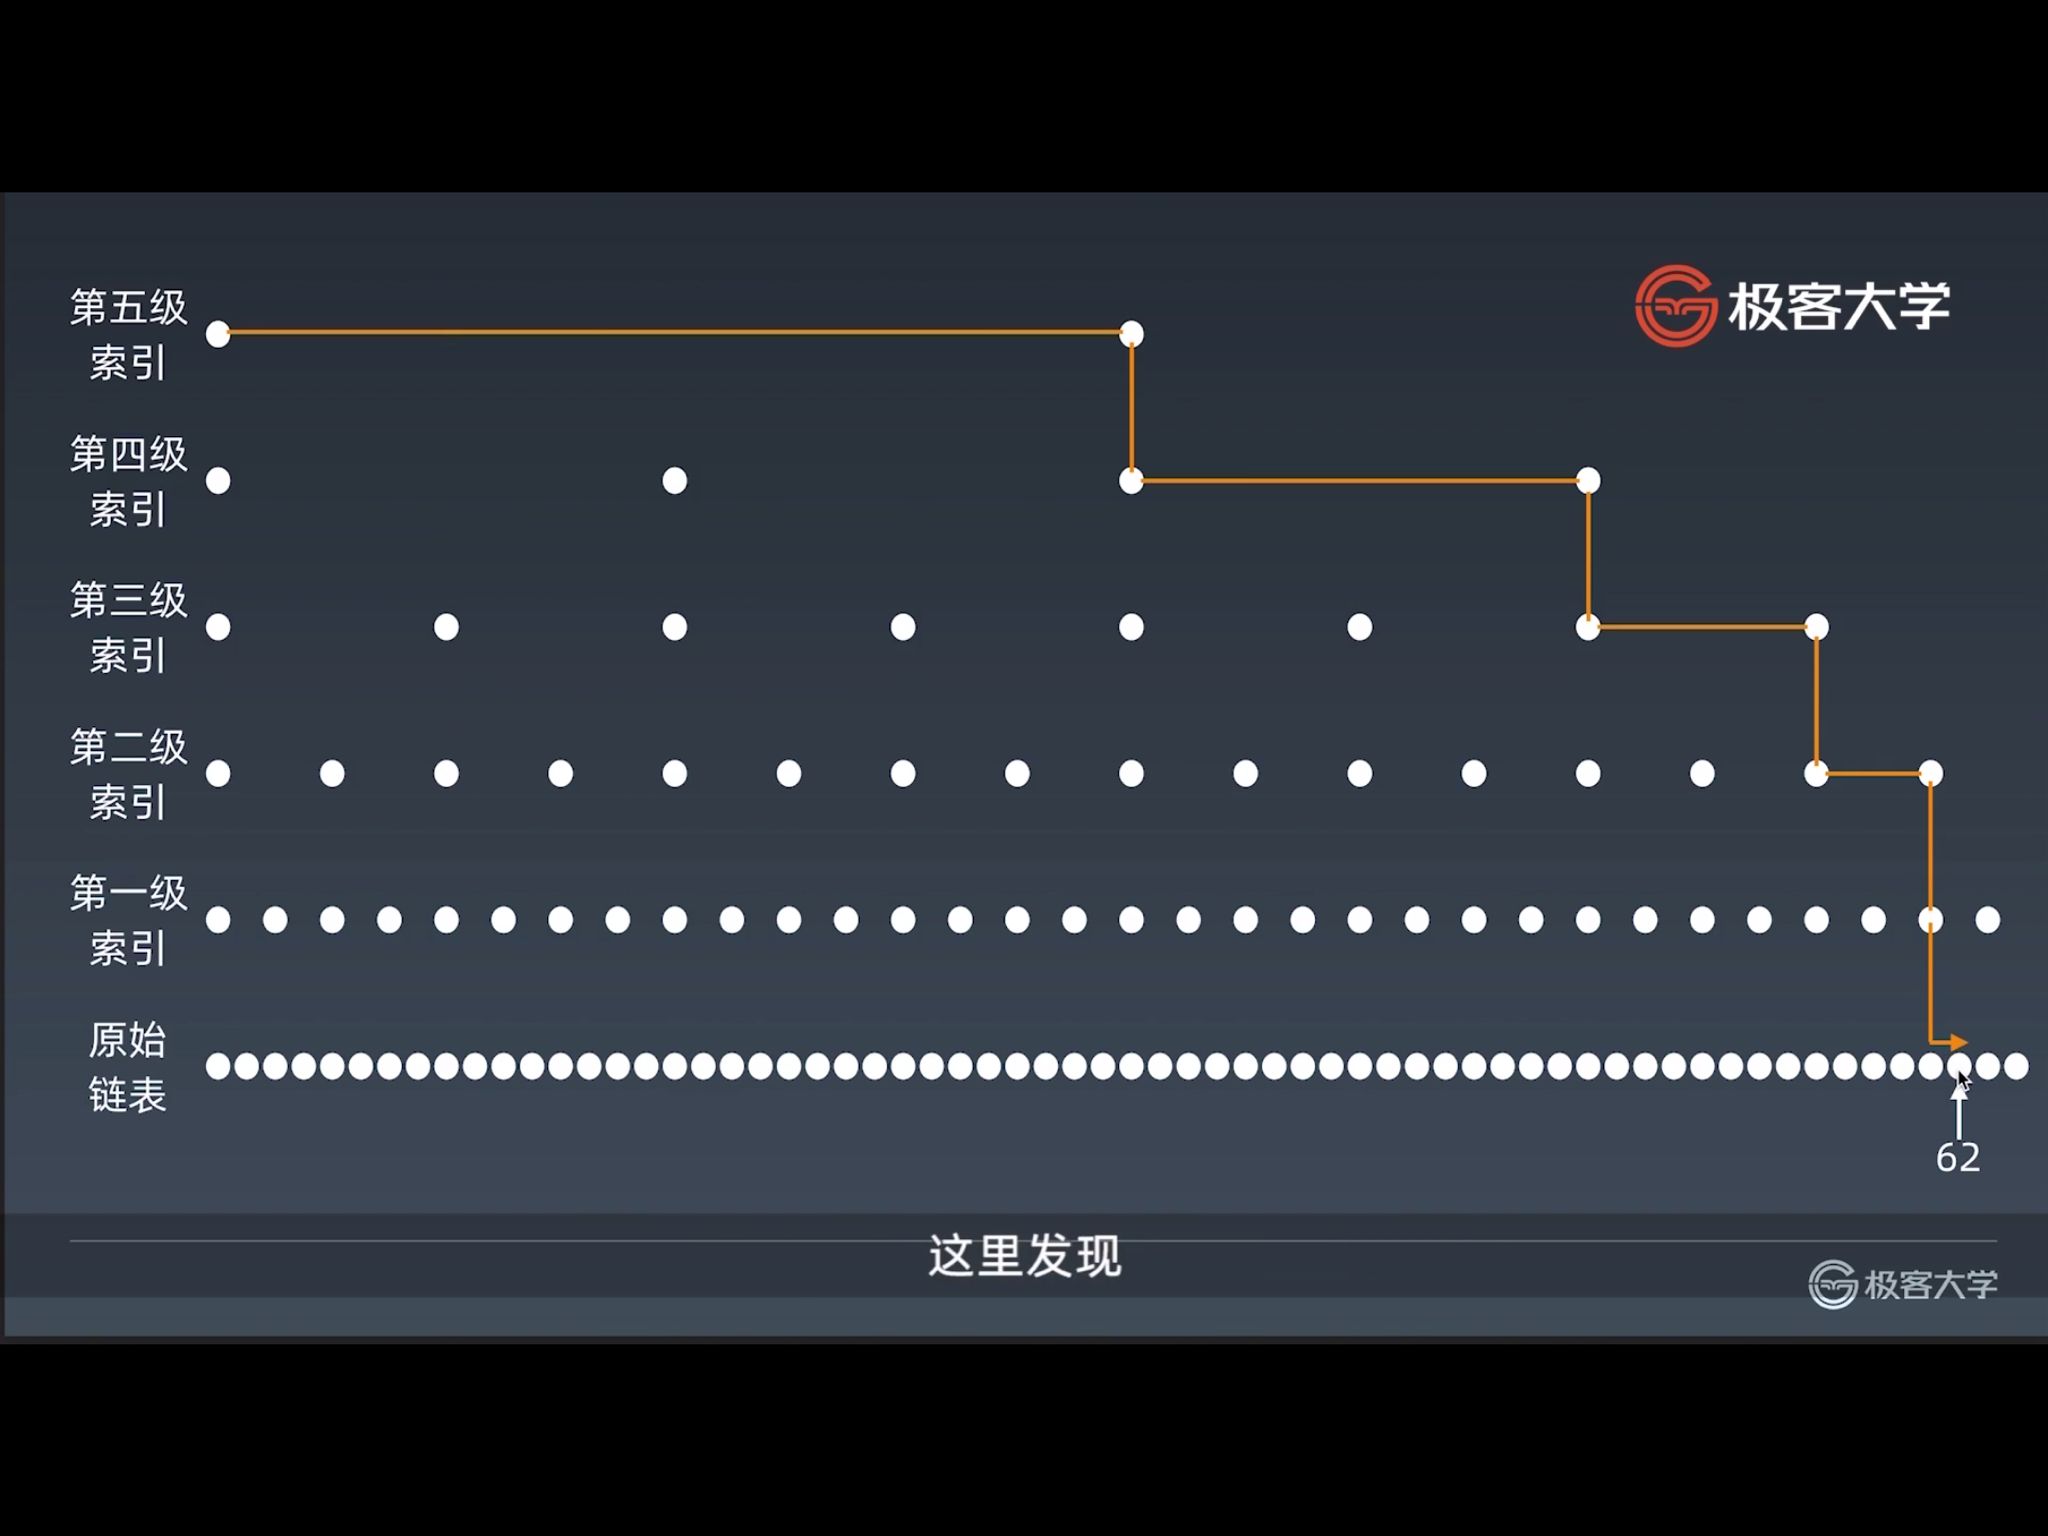 极客大学
第五级
索引
第四级
索引
第三级
索引
第二级
索引
第一级
索引
原始
链表
62
这里发现
极客大学